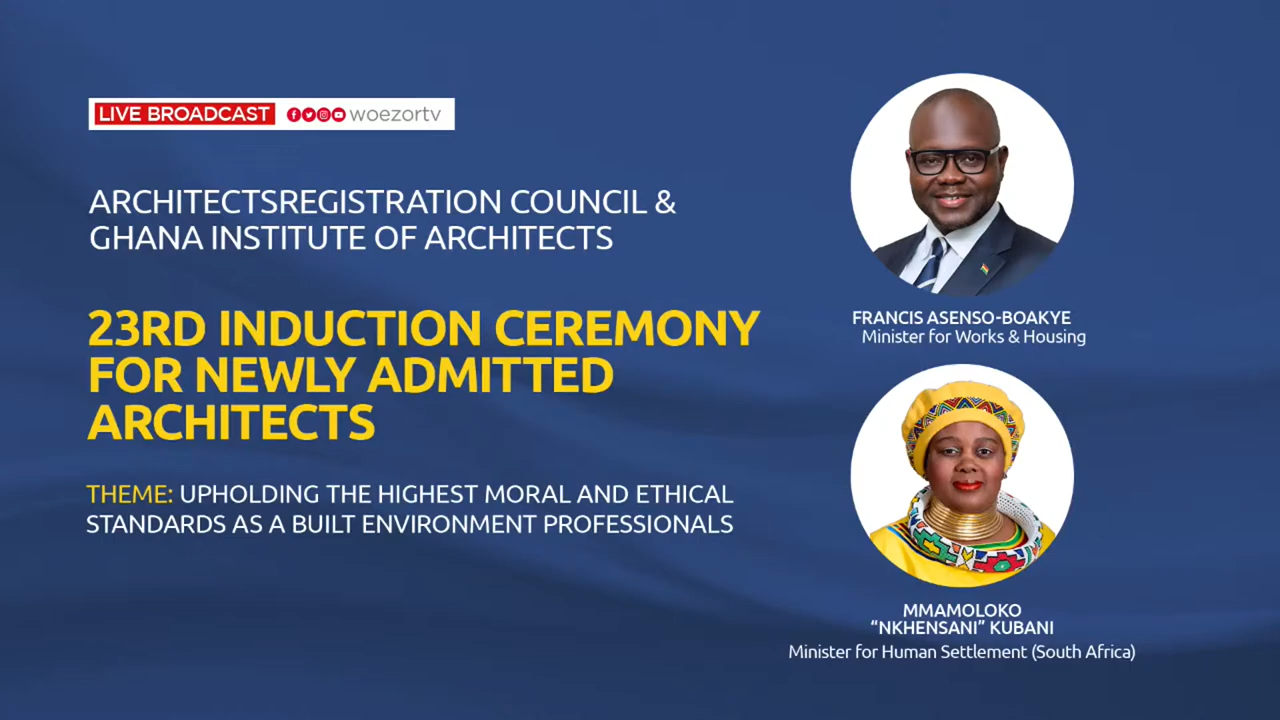 LIVE BROADCAST woezortv
ARCHITECTSREGISTRATION COUNCIL &
GHANA INSTITUTE OF ARCHITECTS
23RD INDUCTION CEREMONY
FOR NEWLY ADMITTED
ARCHITECTS
THEME: UPHOLDING THE HIGHEST MORAL AND ETHICAL
STANDARDS AS A BUILT ENVIRONMENT PROFESSIONALS
FRANCIS ASENSO-BOAKYE
Minister for Works & Housing
MMAMOLOKO
“NKHENSANI” KUBANI
Minister for Human Settlement (South Africa)